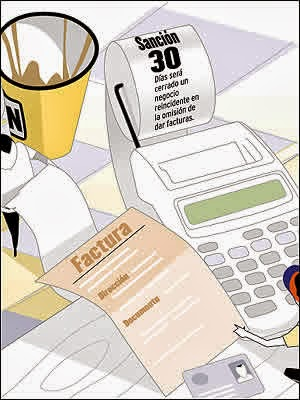 Sanción
30
Días será
cerrado un
negocio
reincidente en
la omisión de
dar facturas.
N
Factura
Dirección
Documento